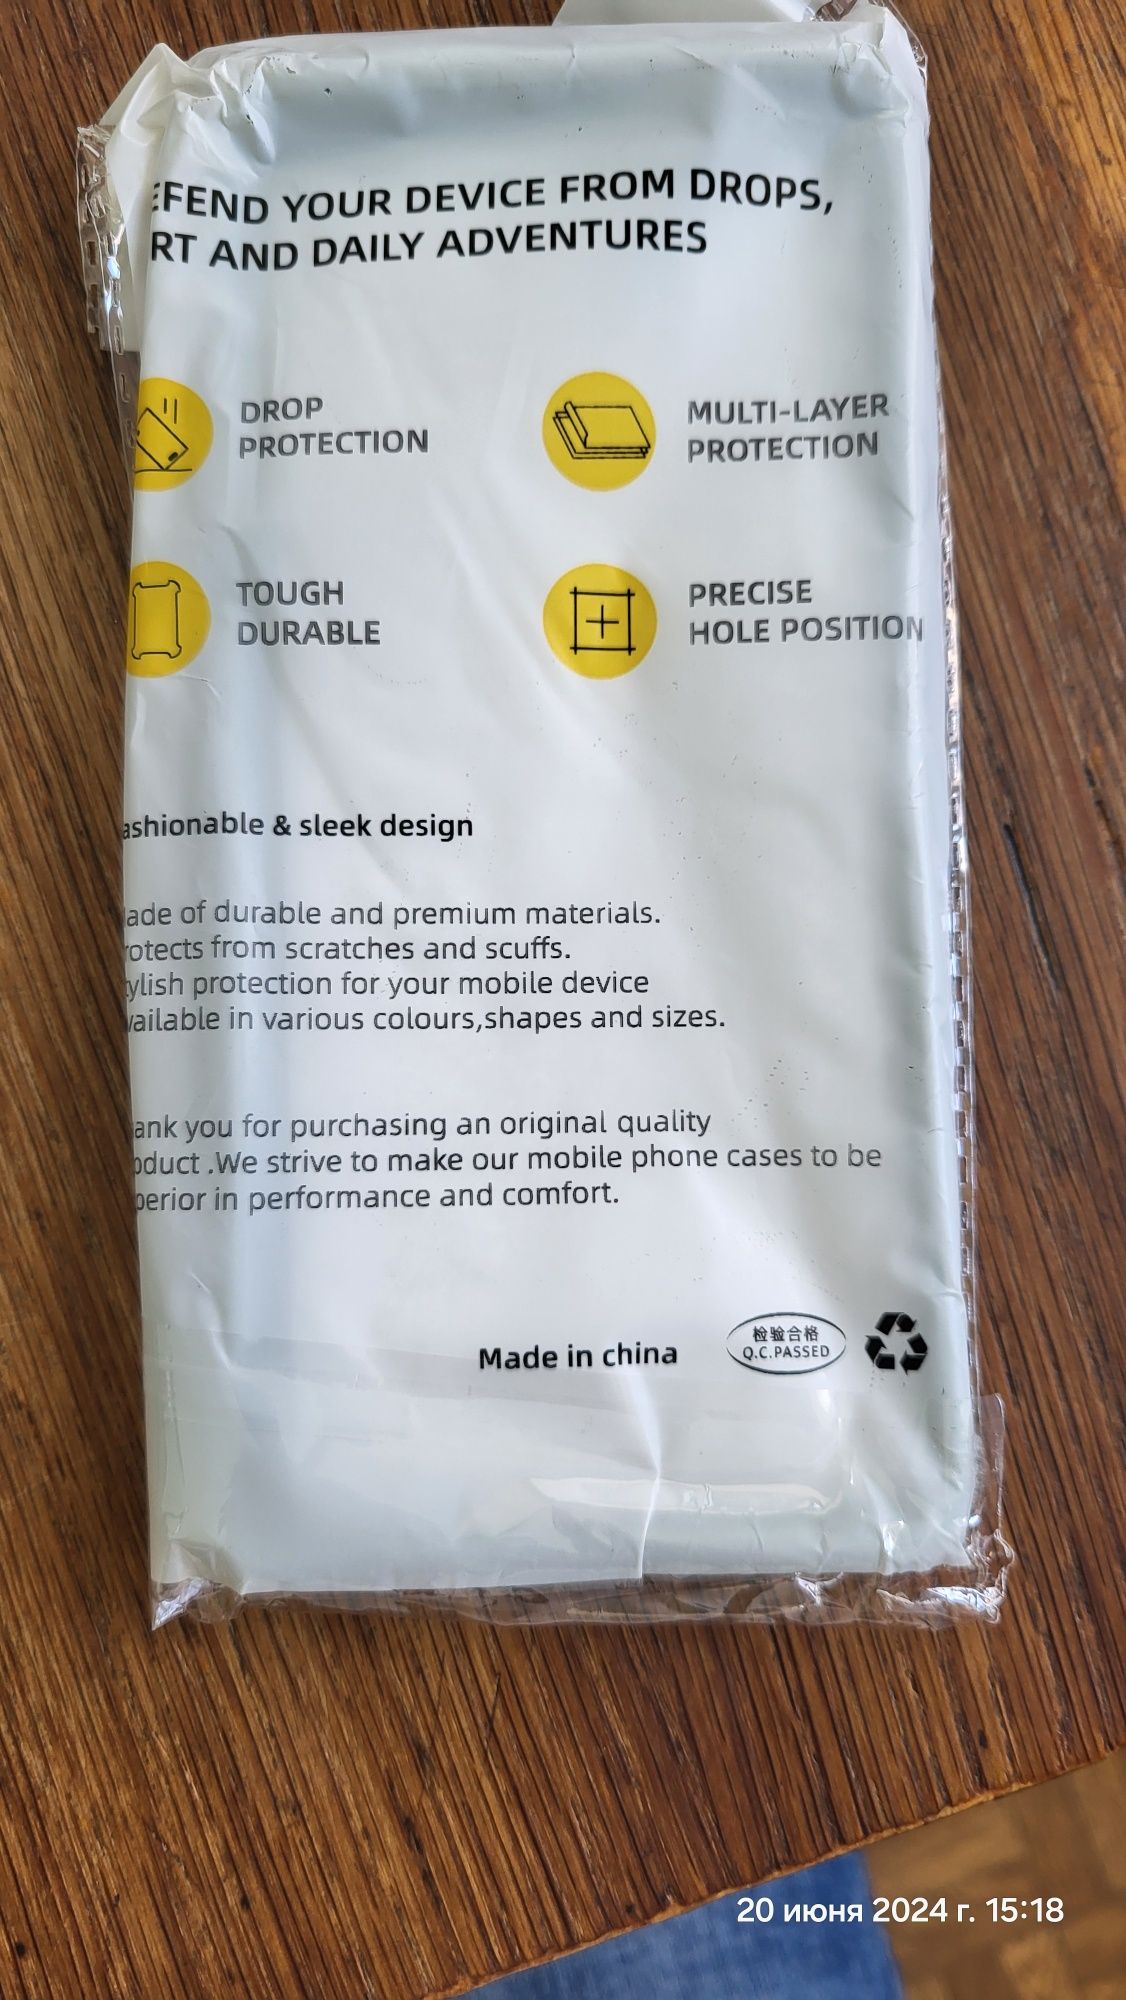 EFEND YOUR DEVICE FROM DROPS,
RT AND DAILY ADVENTURES
DROP
PROTECTION
MULTI-LAYER
PROTECTION
TOUGH
DURABLE
PRECISE
HOLE POSITION
ashionable & sleek design
ade of durable and premium materials.
rotects from scratches and scuffs.
tylish protection for your mobile device
vailable in various colours,shapes and sizes.
ank you for purchasing an original quality
oduct .We strive to make our mobile phone cases to be
perior in performance and comfort.
Made in china
检验合格
Q.C.PASSED
20 июня 2024 г. 15:18